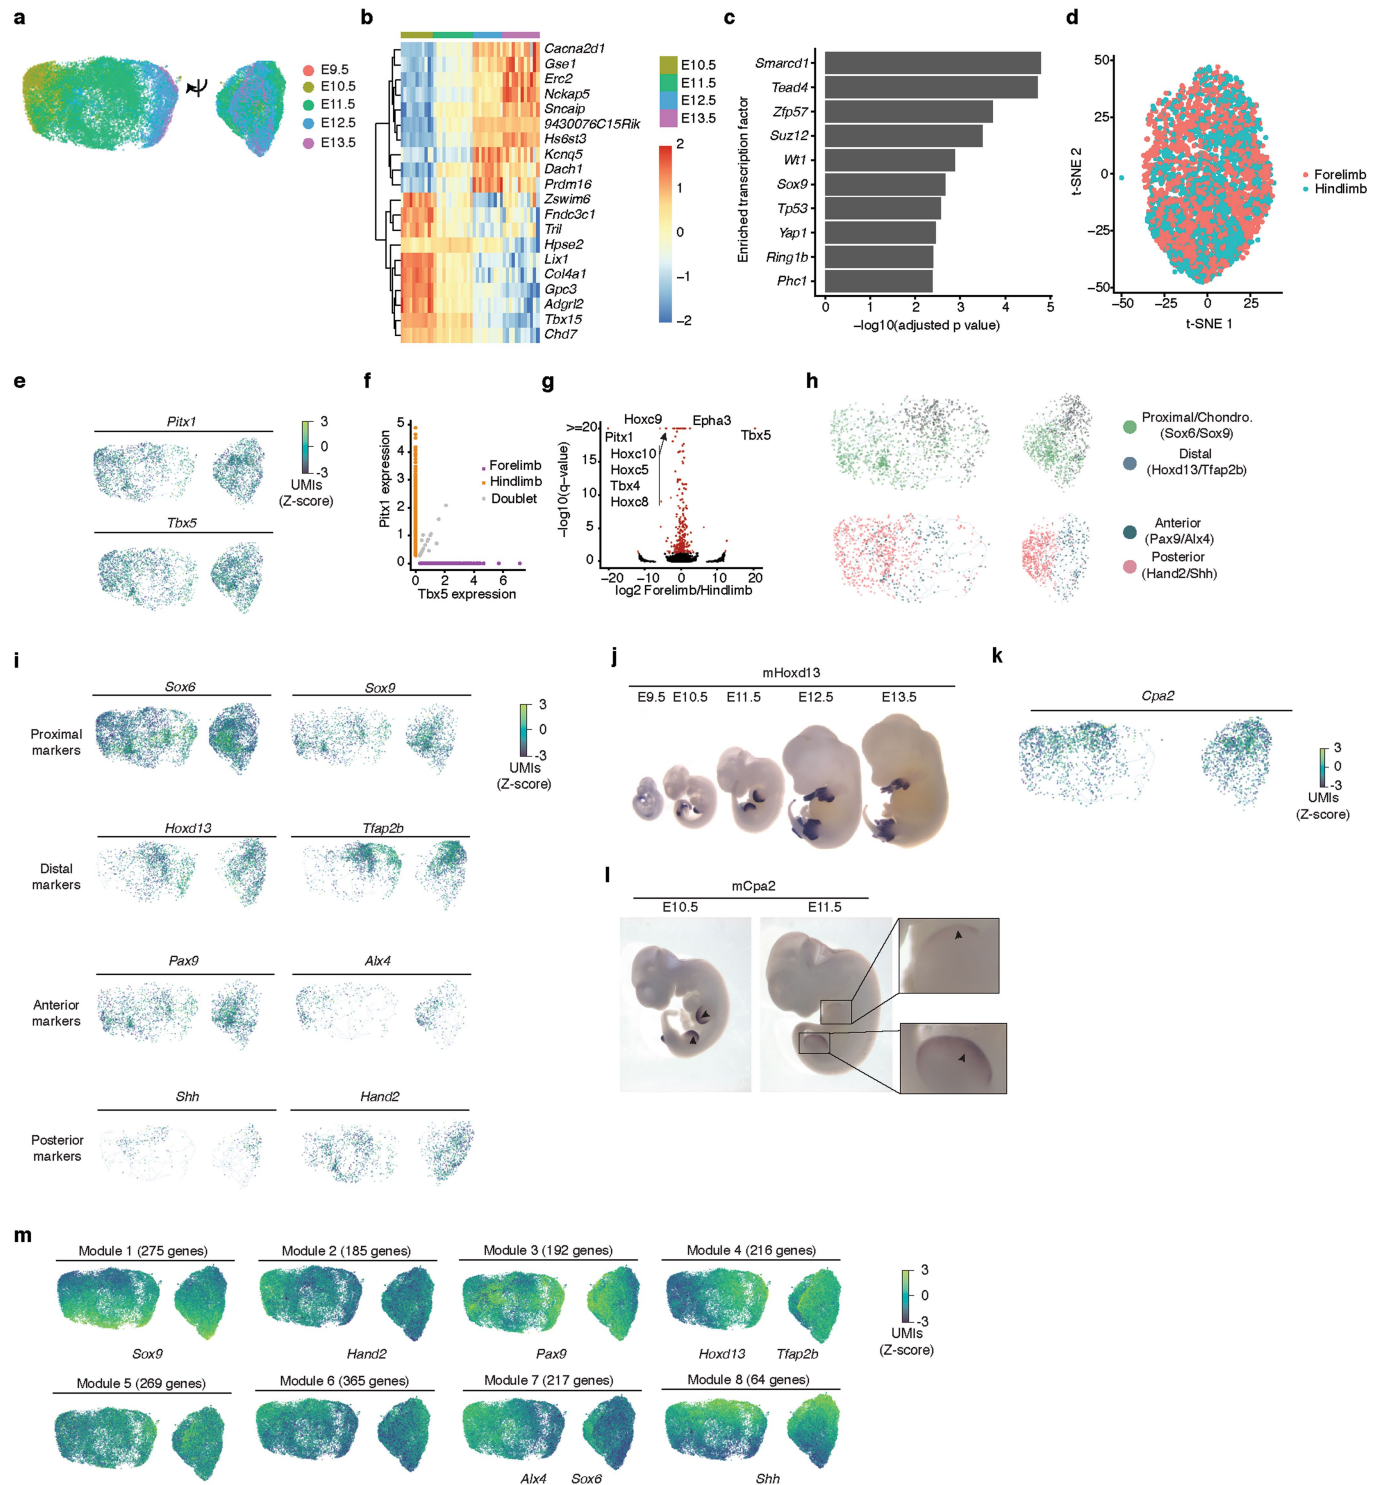 a
E9.5
E10.5
E11.5
E12.5
E13.5
b
Cacna2d1
Gse1
Erc2
Nckap5
Sncaip
9430076C15Rik
Hs6st3
Kcnq5
Dach1
Prdm16
Zswim6
Fndc3c1
Tril
Hpse2
Lix1
Col4a1
Gpc3
Adgrl2
Tbx15
Chd7
E10.5
E11.5
E12.5
E13.5
2
1
0
−1
−2
c
Enriched transcription factor
Smarcd1
Tead4
Zfp57
Suz12
Wt1
Sox9
Tp53
Yap1
Ring1b
Phc1
0 1 2 3 4 5
−log10(adjusted p value)
d
t-SNE 2
50
25
0
−25
−50
−50 −25 0 25
t-SNE 1
Forelimb
Hindlimb
e
Pitx1
Tbx5
3
0
-3
UMIs
(Z-score)
f
Pitx1 expression
5
4
3
2
1
0
0 2 4 6
Tbx5 expression
Forelimb
Hindlimb
Doublet
g
−log10(q−value)
>=20
15
10
5
0
Hoxc9
Epha3
Tbx5
Pitx1
Hoxc10
Hoxc5
Tbx4
Hoxc8
−20 −10 0 10 20
log2 Forelimb/Hindlimb
h
Proximal/Chondro.
(Sox6/Sox9)
Distal
(Hoxd13/Tfap2b)
Anterior
(Pax9/Alx4)
Posterior
(Hand2/Shh)
i
Sox6 Sox9
Proximal
markers
3
0
-3
UMIs
(Z-score)
Hoxd13 Tfap2b
Distal
markers
Pax9 Alx4
Anterior
markers
Shh Hand2
Posterior
markers
j
mHoxd13
E9.5 E10.5 E11.5 E12.5 E13.5
k
Cpa2
3
0
-3
UMIs
(Z-score)
l
mCpa2
E10.5 E11.5
m
Module 1 (275 genes) Module 2 (185 genes) Module 3 (192 genes) Module 4 (216 genes)
Sox9 Hand2 Pax9 Hoxd13 Tfap2b
3
0
-3
UMIs
(Z-score)
Module 5 (269 genes) Module 6 (365 genes) Module 7 (217 genes) Module 8 (64 genes)
Alx4 Sox6 Shh